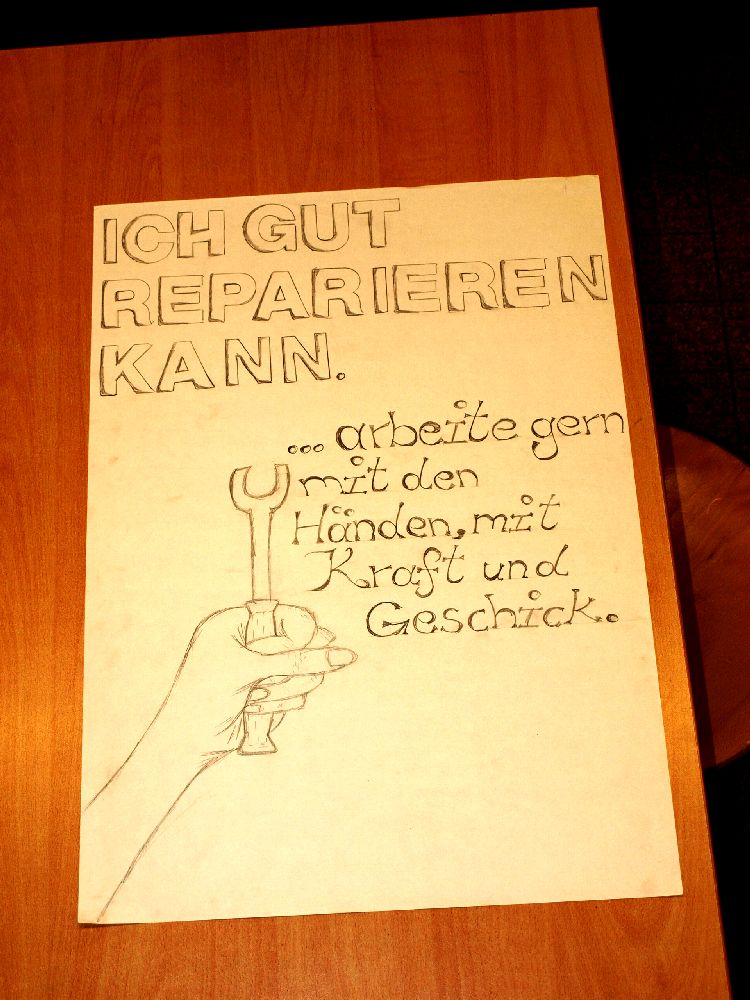 ICH GUT
REPARIEREN
KANN.
... arbeite gern
mit den
Händen, mit
Kraft und
Geschick.